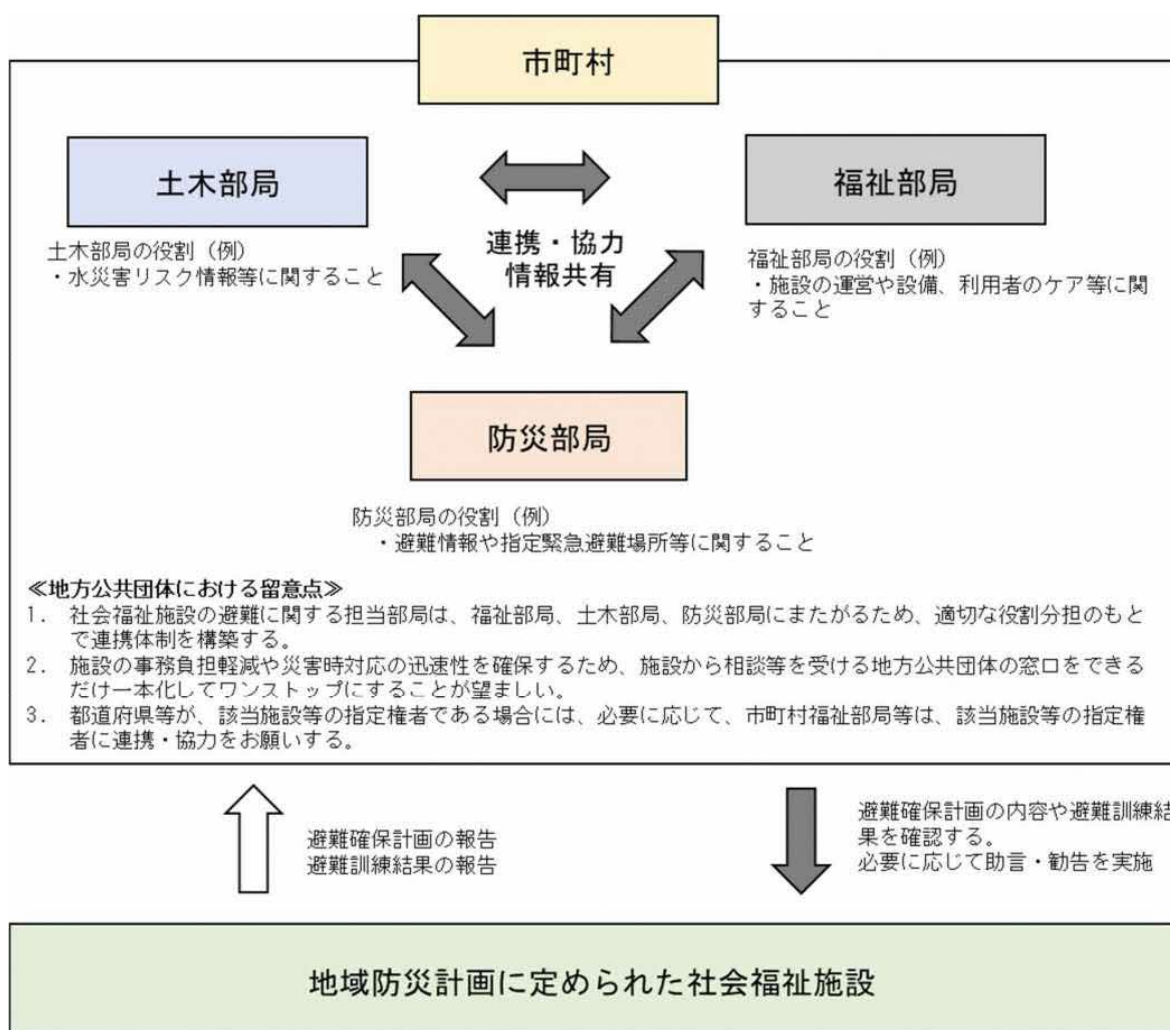 市町村
土木部局
福祉部局
連携・協力
情報共有
土木部局の役割（例）
・水災害リスク情報等に関すること
福祉部局の役割（例）
・施設の運営や設備、利用者のケア等に関
すること
防災部局
防災部局の役割（例）
・避難情報や指定緊急避難場所等に関すること
≪地方公共団体における留意点≫
1. 社会福祉施設の避難に関する担当部局は、福祉部局、土木部局、防災部局にまたがるため、適切な役割分担のもと
で連携体制を構築する。
2. 施設の事務負担軽減や災害時対応の迅速性を確保するため、施設から相談等を受ける地方公共団体の窓口をできる
だけ一本化してワンストップにすることが望ましい。
3. 都道府県等が、該当施設等の指定権者である場合には、必要に応じて、市町村福祉部局等は、該当施設等の指定権
者に連携・協力をお願いする。
避難確保計画の報告
避難訓練結果の報告
避難確保計画の内容や避難訓練結
果を確認する。
必要に応じて助言・勧告を実施
地域防災計画に定められた社会福祉施設